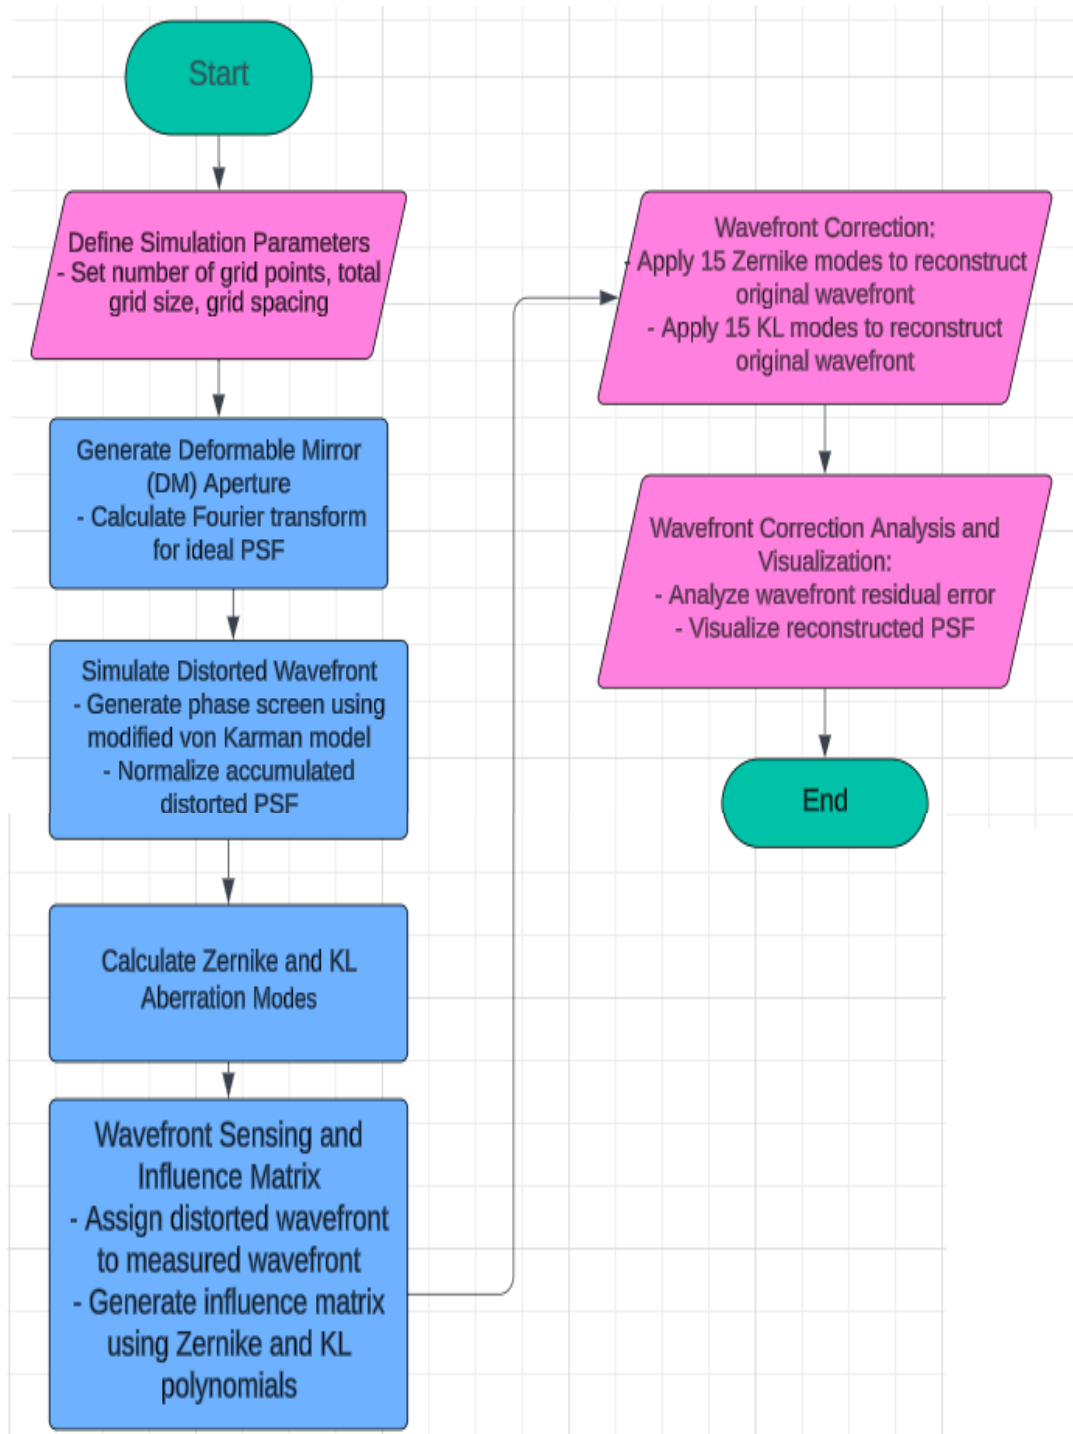 Start
Define Simulation Parameters
- Set number of grid points, total
grid size, grid spacing
Generate Deformable Mirror
(DM) Aperture
- Calculate Fourier transform
for ideal PSF
Simulate Distorted Wavefront
- Generate phase screen using
modified von Karman model
- Normalize accumulated
distorted PSF
Calculate Zernike and KL
Aberration Modes
Wavefront Sensing and
Influence Matrix
- Assign distorted wavefront
to measured wavefront
- Generate influence matrix
using Zernike and KL
polynomials
Wavefront Correction:
- Apply 15 Zernike modes to reconstruct
original wavefront
- Apply 15 KL modes to reconstruct
original wavefront
Wavefront Correction Analysis and
Visualization:
- Analyze wavefront residual error
- Visualize reconstructed PSF
End